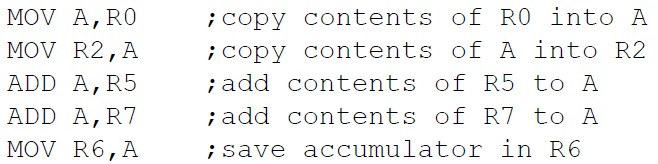 MOV A,R0 ;copy contents of R0 into A
MOV R2,A ;copy contents of A into R2
ADD A,R5 ;add contents of R5 to A
ADD A,R7 ;add contents of R7 to A
MOV R6,A ;save accumulator in R6